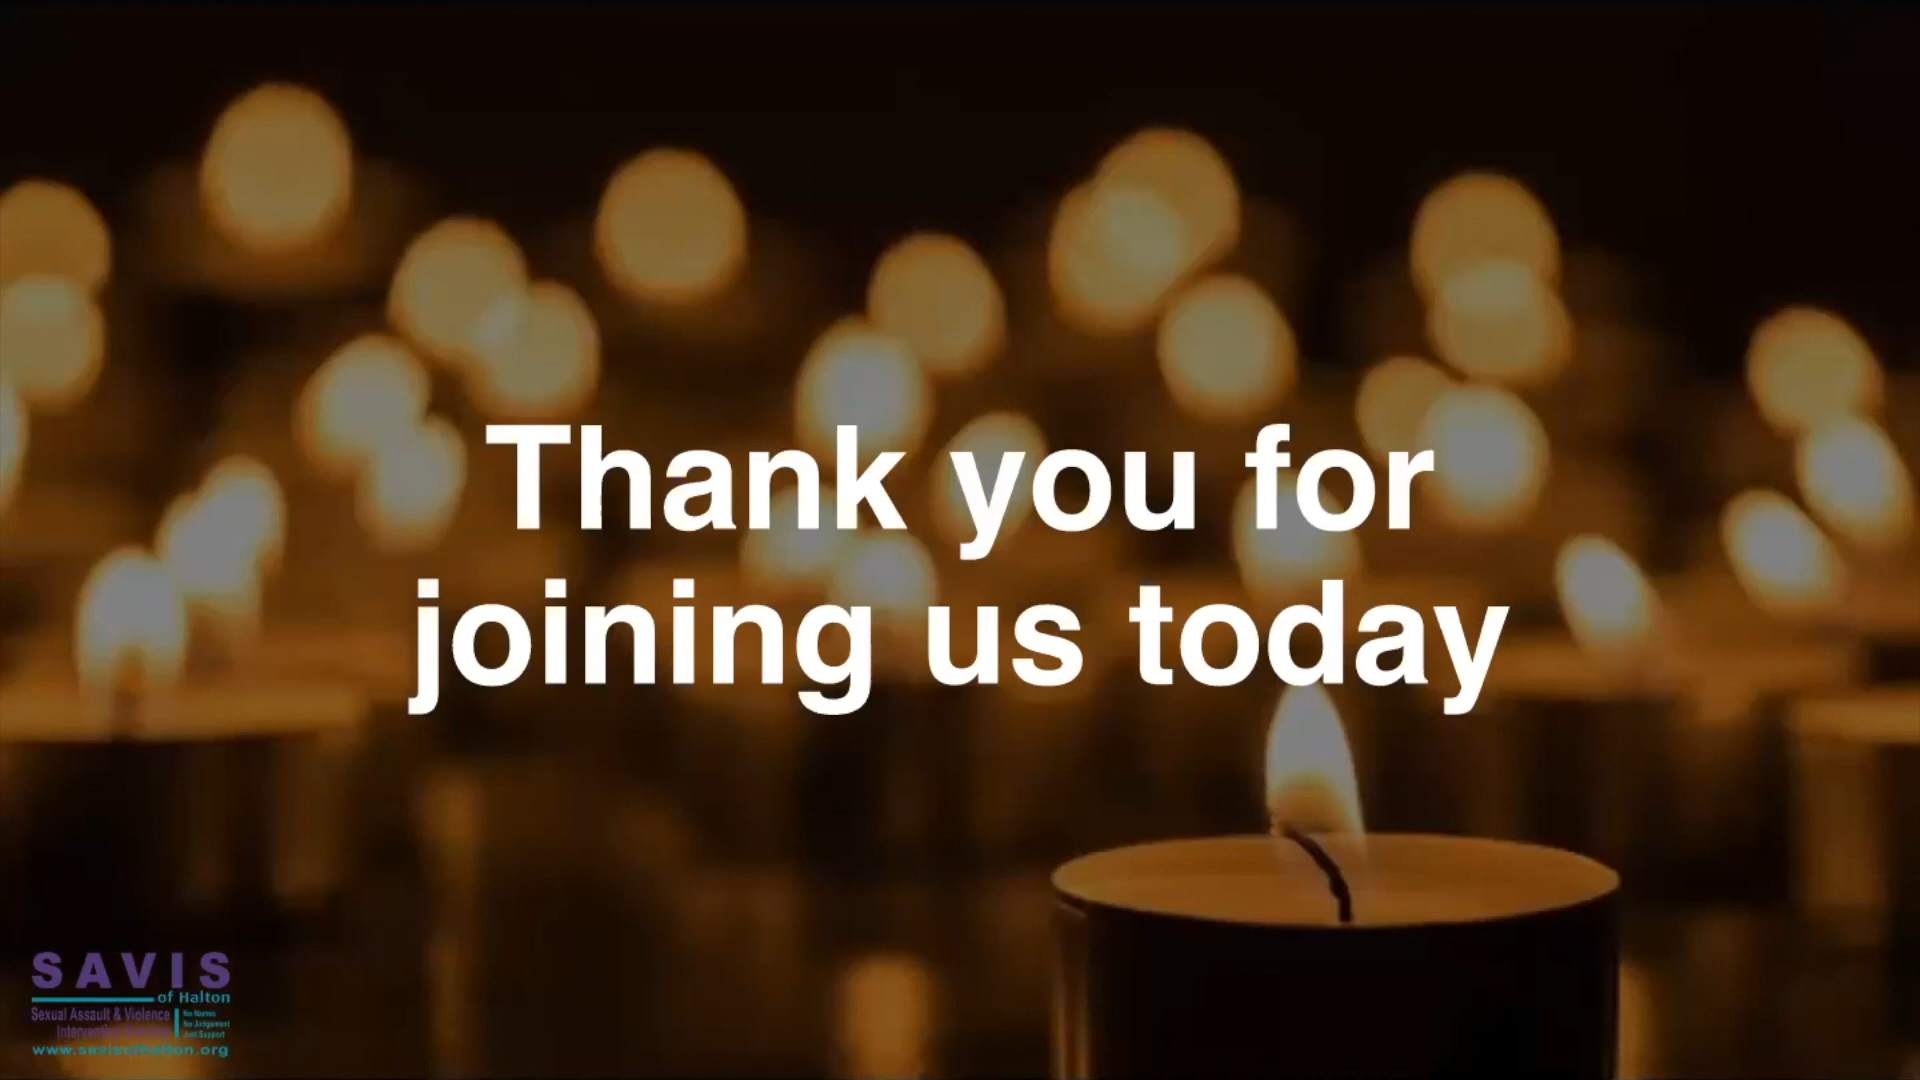 Thank you for
joining us today
SAVIS
of Halton
Sexual Assault & Violence
Intervention
No Names
No Judgement
Just Support
www.savisofhalton.org